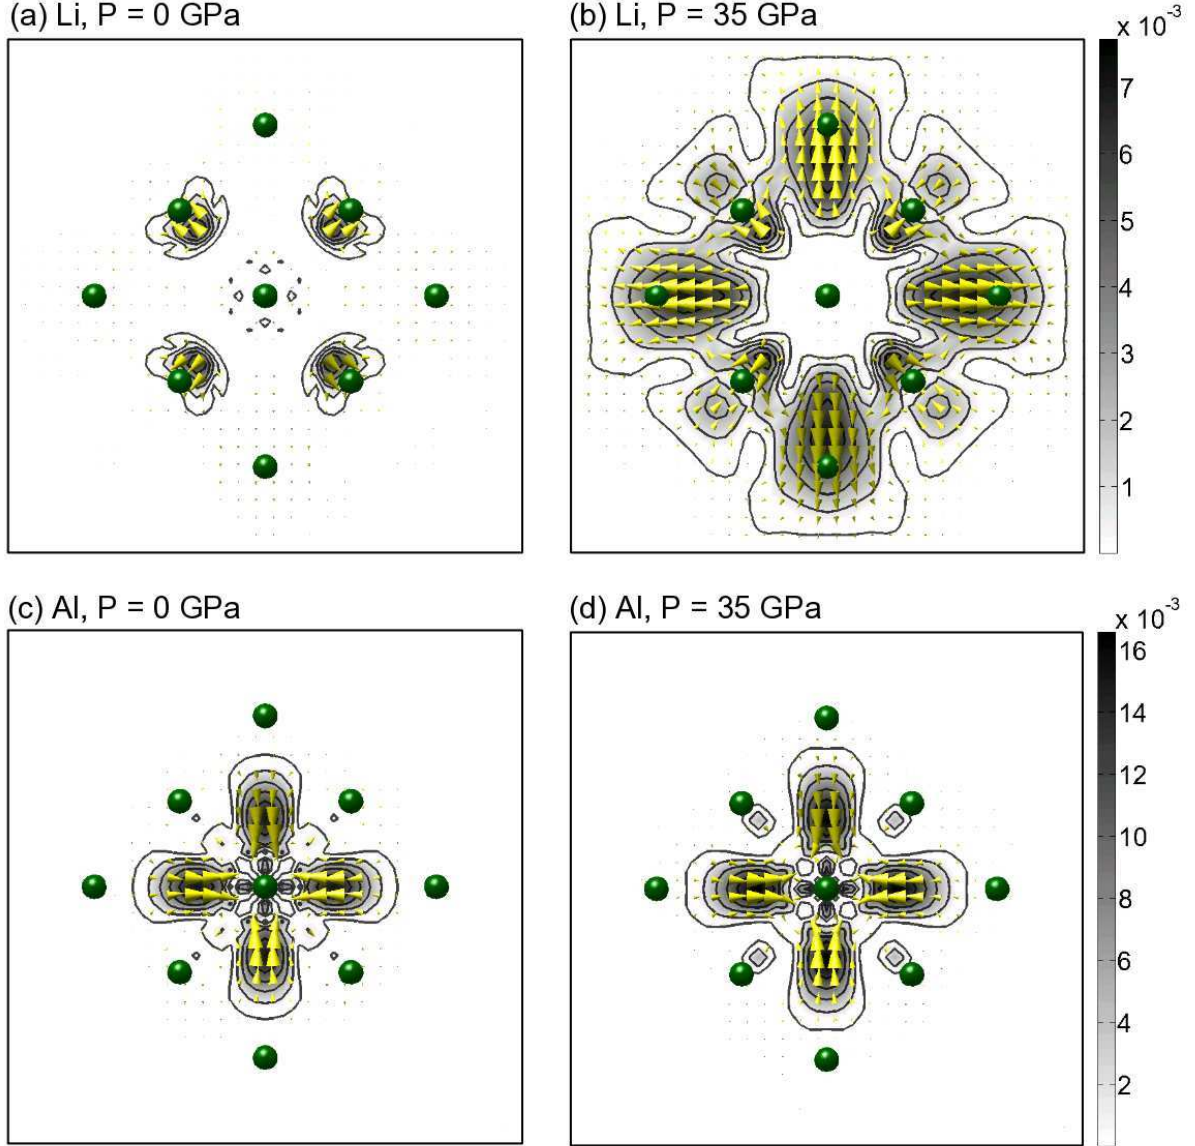 (a) Li, P = 0 GPa
(b) Li, P = 35 GPa
x 10-3
7
6
5
4
3
2
1
(c) Al, P = 0 GPa
(d) Al, P = 35 GPa
x 10-3
16
14
12
10
8
6
4
2